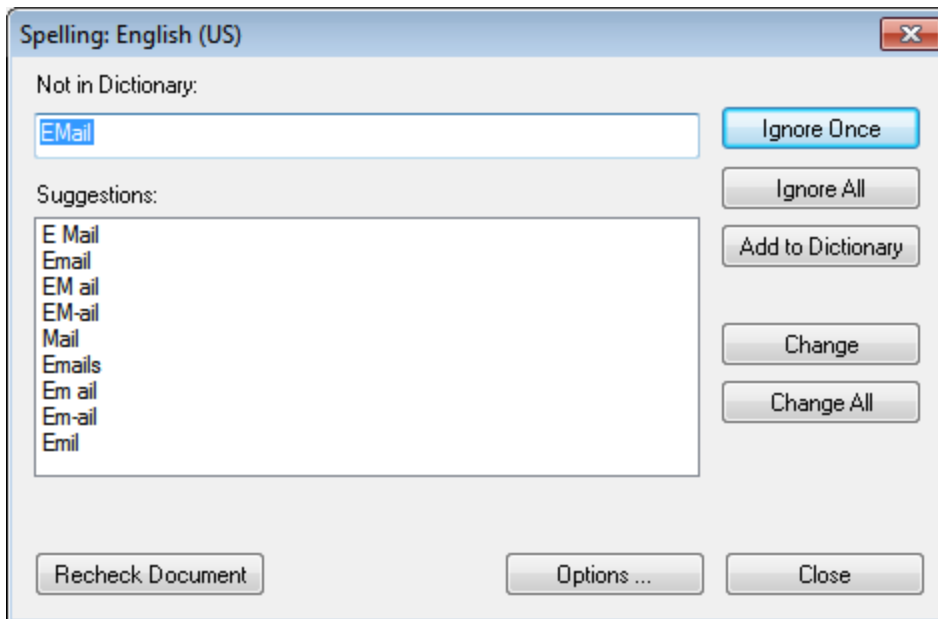 Spelling: English (US)
Not in Dictionary:
EMail
Ignore Once
Suggestions:
Ignore All
E Mail
Email
EM ail
EM-ail
Mail
Emails
Em ail
Em-ail
Emil
Add to Dictionary
Change
Change All
Recheck Document
Options ...
Close